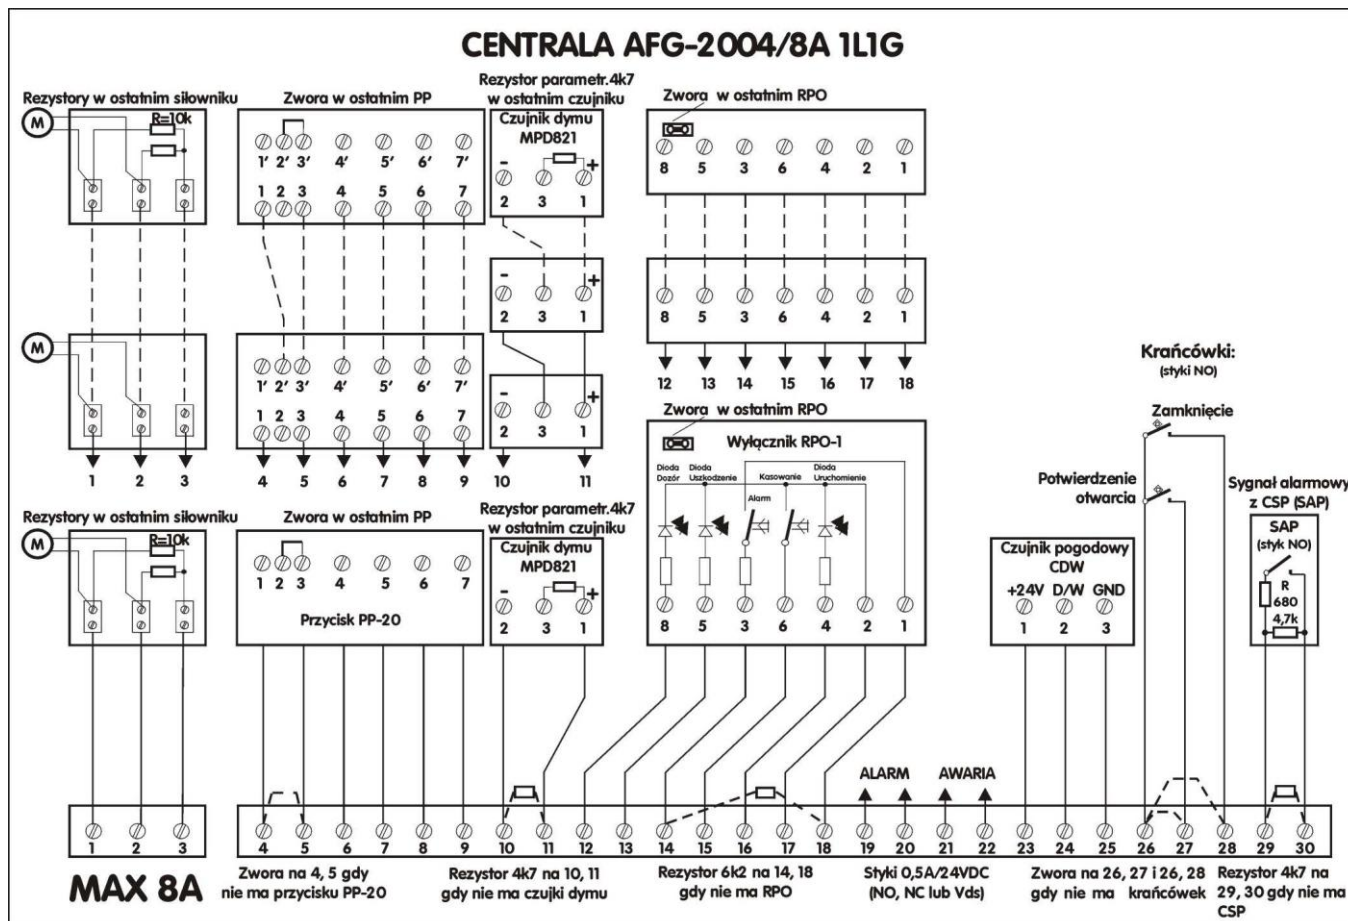 CENTRALA AFG-2004/8A 1L1G
Rezystory w ostatnim siłowniku
R=10k
M
Zwora w ostatnim PP
1' 2' 3' 4' 5' 6' 7'
1 2 3 4 5 6 7
Rezystor parametr.4k7
w ostatnim czujniku
Czujnik dymu
MPD821
- +
2 3 1
Zwora w ostatnim RPO
8 5 3 6 4 2 1
- +
2 3 1
8 5 3 6 4 2 1
12 13 14 15 16 17 18
M
1' 2' 3' 4' 5' 6' 7'
1 2 3 4 5 6 7
- +
2 3 1
1 2 3 4 5 6 7 8 9 10 11
Krańcówki:
(styki NO)
Zamknięcie
Potwierdzenie
otwarcia
Rezystory w ostatnim siłowniku
R=10k
M
Zwora w ostatnim PP
1 2 3 4 5 6 7
Przycisk PP-20
Rezystor parametr.4k7
w ostatnim czujniku
Czujnik dymu
MPD821
- +
2 3 1
Zwora w ostatnim RPO
Wyłącznik RPO-1
Dioda
Dozór
Dioda
Uszkodzenie
Alarm
Kasowanie
Dioda
Uruchomienie
8 5 3 6 4 2 1
Czujnik pogodowy
CDW
+24V D/W GND
1 2 3
Sygnał alarmowy
z CSP (SAP)
SAP
(styk NO)
R
680
4,7k
ALARM AWARIA
1 2 3 4 5 6 7 8 9 10 11 12 13 14 15 16 17 18 19 20 21 22 23 24 25 26 27 28 29 30
MAX 8A
Zwora na 4, 5 gdy
nie ma przycisku PP-20
Rezystor 4k7 na 10, 11
gdy nie ma czujki dymu
Rezystor 6k2 na 14, 18
gdy nie ma RPO
Styki 0,5A/24VDC
(NO, NC lub Vds)
Zwora na 26, 27 i 26, 28
gdy nie ma krańcówek
Rezystor 4k7 na
29, 30 gdy nie ma
CSP